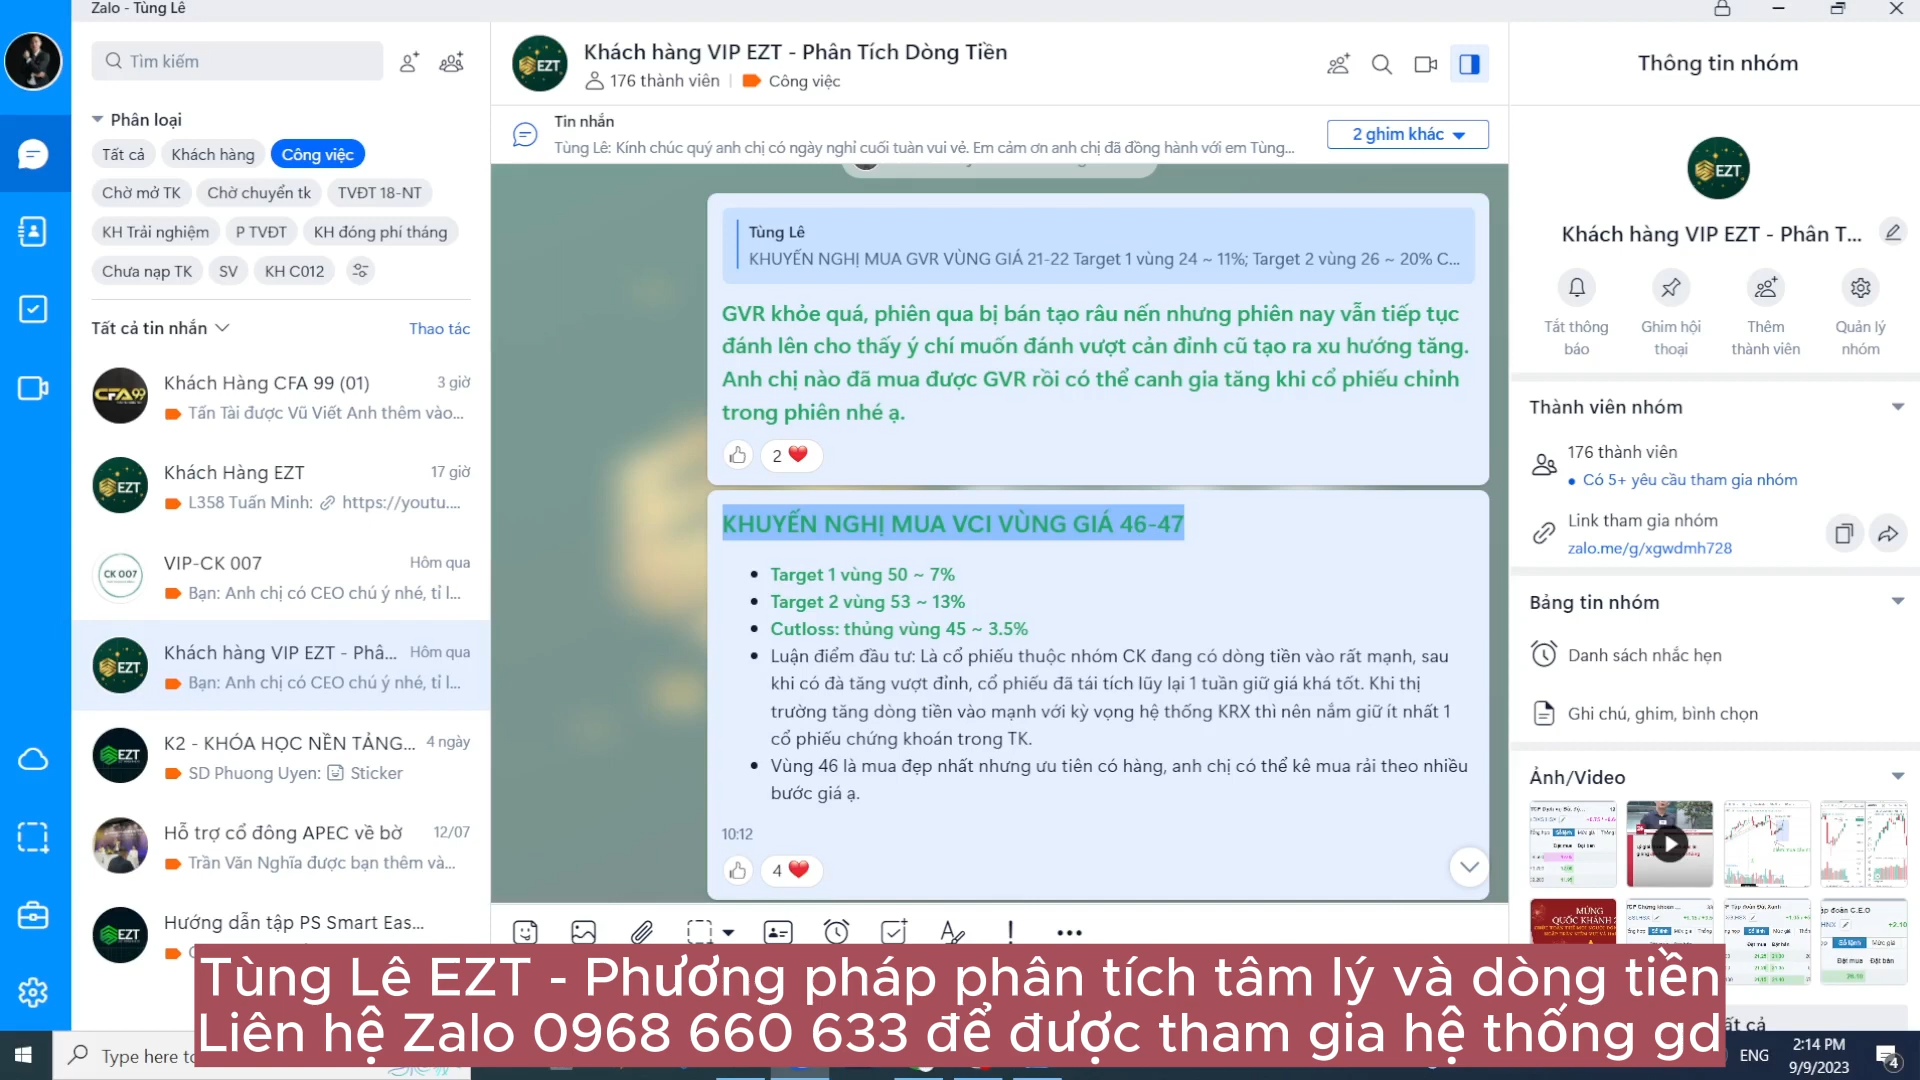 Zalo - Tùng Lê
Tìm kiếm
Phân loại
Tất cả
Khách hàng
Công việc
Chờ mở TK
Chờ chuyển tk
TVĐT 18-NT
KH Trải nghiệm
P TVĐT
KH đóng phí tháng
Chưa nạp TK
SV
KH C012
Tất cả tin nhắn
Thao tác
Khách Hàng CFA 99 (01)
3 giờ
Tấn Tài được Vũ Viết Anh thêm vào...
Khách Hàng EZT
17 giờ
L358 Tuấn Minh: https://youtu....
VIP-CK 007
Hôm qua
Bạn: Anh chị có CEO chú ý nhé, tỉ l...
Khách hàng VIP EZT - Phâ...
Hôm qua
Bạn: Anh chị có CEO chú ý nhé, tỉ l...
K2 - KHÓA HỌC NỀN TẢNG...
4 ngày
SD Phuong Uyen: Sticker
Hỗ trợ cổ đông APEC về bờ
12/07
Trần Văn Nghĩa được bạn thêm và...
Hướng dẫn tập PS Smart Eas...
Khách hàng VIP EZT - Phân Tích Dòng Tiền
176 thành viên
Công việc
Tin nhắn
Tùng Lê: Kính chúc quý anh chị có ngày nghỉ cuối tuần vui vẻ. Em cảm ơn anh chị đã đồng hành với em Tùng...
2 ghim khác
Tùng Lê
KHUYẾN NGHỊ MUA GVR VÙNG GIÁ 21-22 Target 1 vùng 24 ~ 11%; Target 2 vùng 26 ~ 20% C...
GVR khỏe quá, phiên qua bị bán tạo râu nến nhưng phiên nay vẫn tiếp tục
đánh lên cho thấy ý chí muốn đánh vượt cản đỉnh cũ tạo ra xu hướng tăng.
Anh chị nào đã mua được GVR rồi có thể canh gia tăng khi cổ phiếu chỉnh
trong phiên nhé ạ.
2
KHUYẾN NGHỊ MUA VCI VÙNG GIÁ 46-47
Target 1 vùng 50 ~ 7%
Target 2 vùng 53 ~ 13%
Cutloss: thủng vùng 45 ~ 3.5%
Luận điểm đầu tư: Là cổ phiếu thuộc nhóm CK đang có dòng tiền vào rất mạnh, sau
khi có đà tăng vượt đỉnh, cổ phiếu đã tái tích lũy lại 1 tuần giữ giá khá tốt. Khi thị
trường tăng dòng tiền vào mạnh với kỳ vọng hệ thống KRX thì nên nắm giữ ít nhất 1
cổ phiếu chứng khoán trong TK.
Vùng 46 là mua đẹp nhất nhưng ưu tiên có hàng, anh chị có thể kê mua rải theo nhiều
bước giá ạ.
10:12
4
Thông tin nhóm
EZT
Khách hàng VIP EZT - Phân T...
Tắt thông báo
Ghim hội thoại
Thêm thành viên
Quản lý nhóm
Thành viên nhóm
176 thành viên
Có 5+ yêu cầu tham gia nhóm
Link tham gia nhóm
zalo.me/g/xgwdmh728
Bảng tin nhóm
Danh sách nhắc hẹn
Ghi chú, ghim, bình chọn
Ảnh/Video
MỪNG
QUỐC KHÁNH
Tùng Lê EZT - Phương pháp phân tích tâm lý và dòng tiền
Liên hệ Zalo 0968 660 633 để được tham gia hệ thống gd
Type here to
ENG
2:14 PM
9/9/2023
4